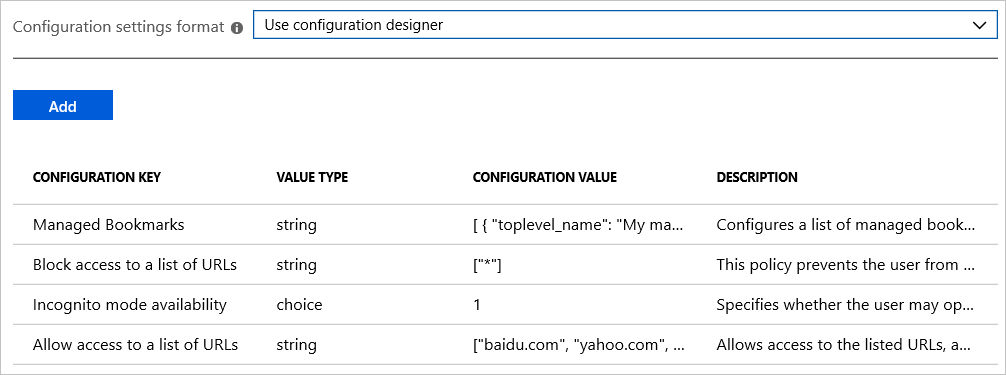 Configuration settings format Use configuration designer
Add
CONFIGURATION KEY VALUE TYPE CONFIGURATION VALUE DESCRIPTION
Managed Bookmarks string [ { "toplevel_name": "My ma... Configures a list of managed book...
Block access to a list of URLs string ["*"] This policy prevents the user from ...
Incognito mode availability choice 1 Specifies whether the user may op...
Allow access to a list of URLs string ["baidu.com", "yahoo.com", ... Allows access to the listed URLs, a...